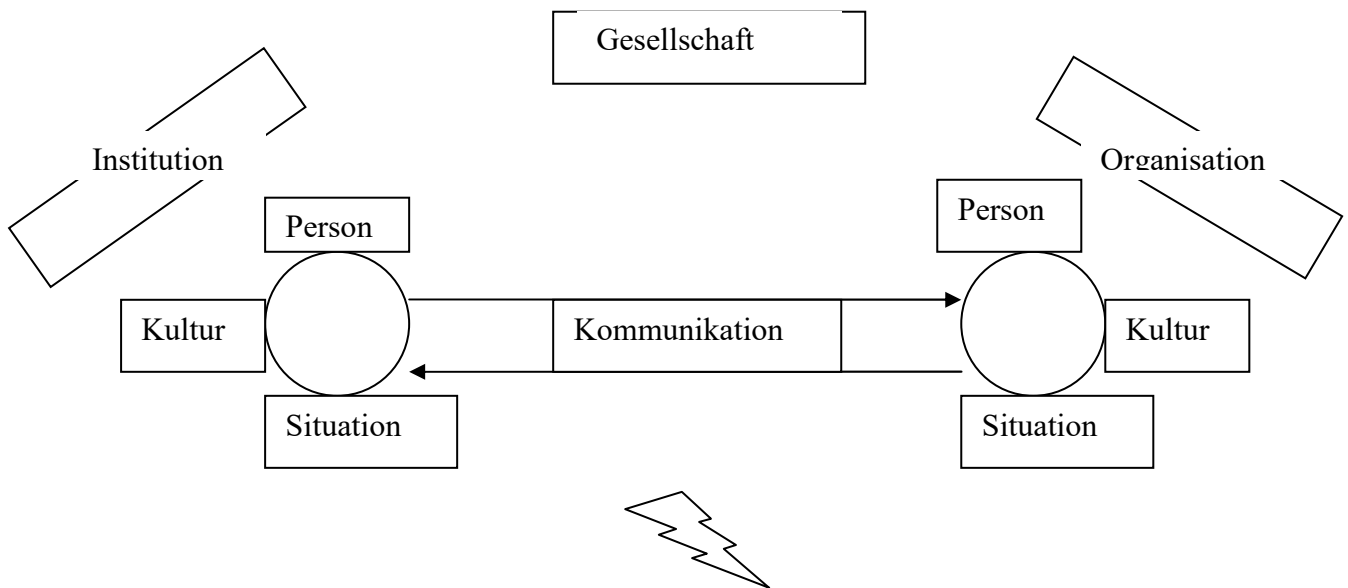 Gesellschaft
Institution
Organisation
Person
Person
Kultur
Kommunikation
Kultur
Situation
Situation